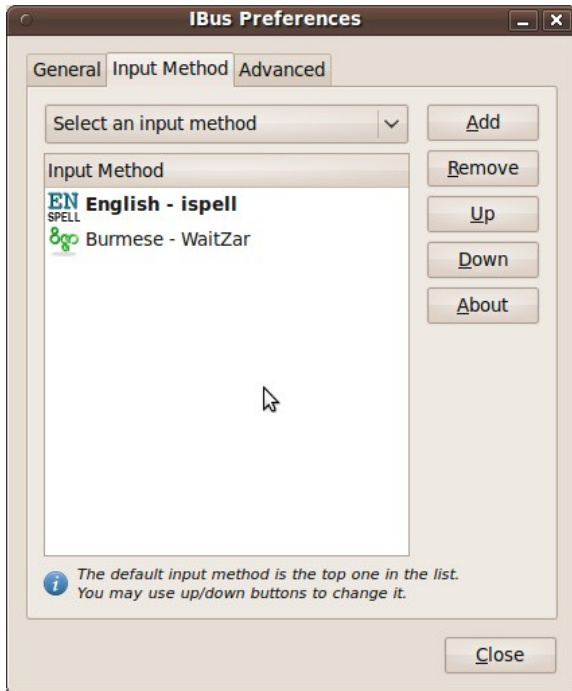 IBus Preferences
General Input Method Advanced
Select an input method
Add
Input Method
Remove
EN
SPELL
English - ispell
Up
Burmese - WaitZar
Down
About
The default input method is the top one in the list.
You may use up/down buttons to change it.
Close